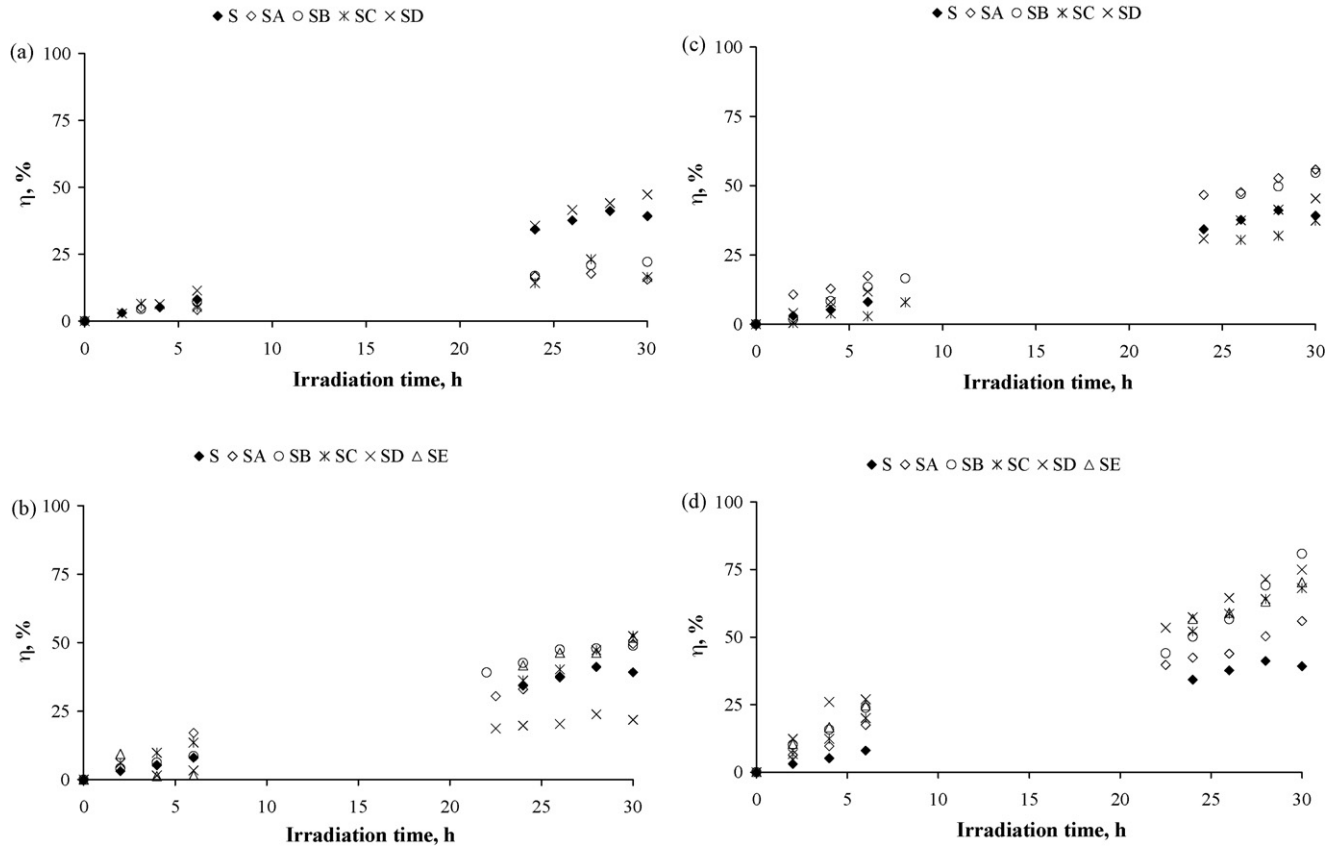 S SA SB SC SD
(a)
100
75
50
25
0
η, %
0 5 10 15 20 25 30
Irradiation time, h
S SA SB SC SD
(c)
100
75
50
25
0
η, %
0 5 10 15 20 25 30
Irradiation time, h
S SA SB SC SD SE
(b)
100
75
50
25
0
η, %
0 5 10 15 20 25 30
Irradiation time, h
S SA SB SC SD SE
(d)
100
75
50
25
0
η, %
0 5 10 15 20 25 30
Irradiation time, h